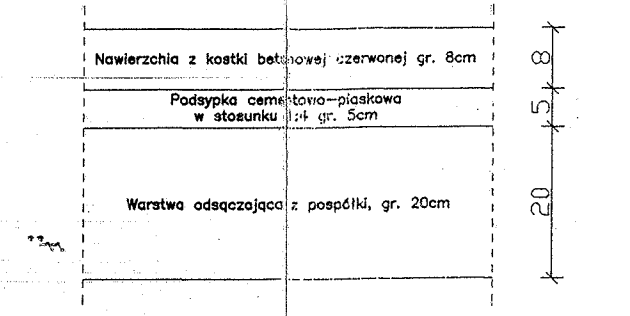 Nawierzchia z kostki betonowej czerwonej gr. 8cm
8
Podsypka cementowo-piaskowa
w stosunku 1:4 gr. 5cm
5
Warstwa odsączająca z pospółki, gr. 20cm
20